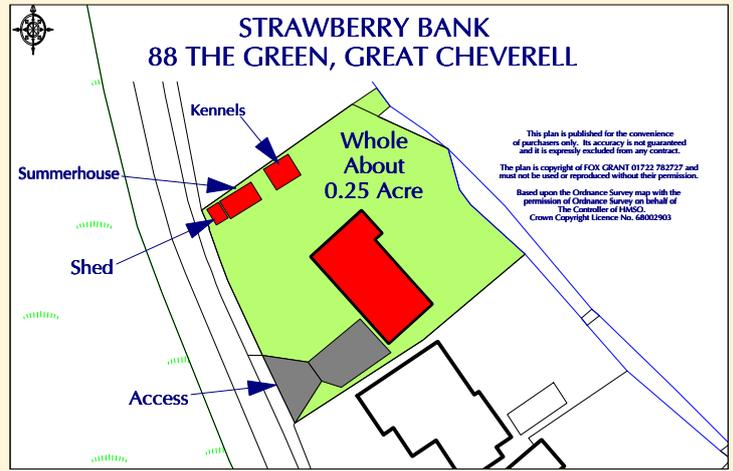 STRAWBERRY BANK
88 THE GREEN, GREAT CHEVERELL
Kennels
Whole
About
0.25 Acre
This plan is published for the convenience
of purchasers only. Its accuracy is not guaranteed
and it is expressly excluded from any contract.
The plan is copyright of FOX GRANT 01722 782727 and
must not be used or reproduced without their permission.
Based upon the Ordnance Survey map with the
permission of Ordnance Survey on behalf of
The Controller of HMSO.
Crown Copyright Licence No. 68002903
Summerhouse
Shed
Access